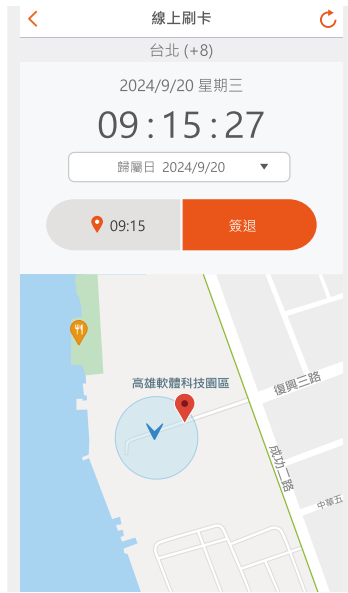 線上刷卡
台北 (+8)
2024/9/20 星期三
09 : 15 : 27
歸屬日 2024/9/20
09:15
簽退
高雄軟體科技園區
復興三路
成功二路
中華五